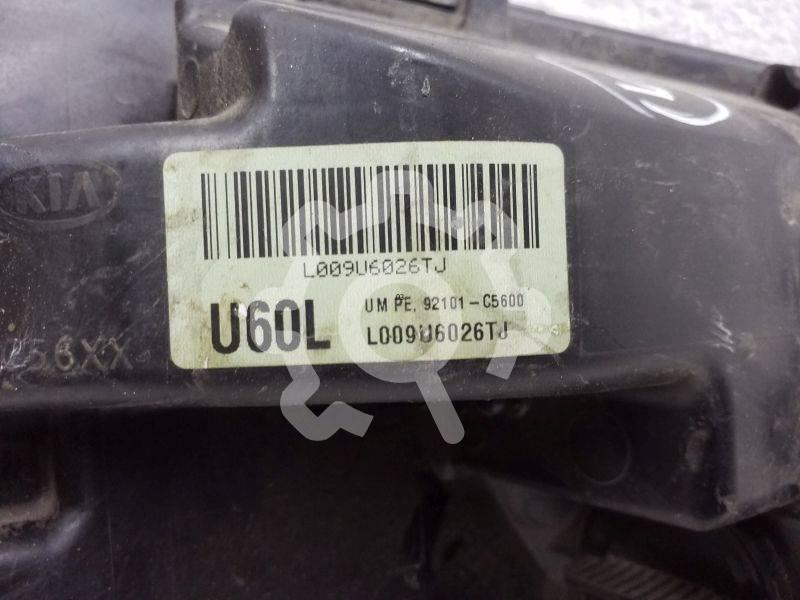 KIA
L009U6026TJ
U60L
UM PE, 92101-C5600
L009U6026TJ
56XX